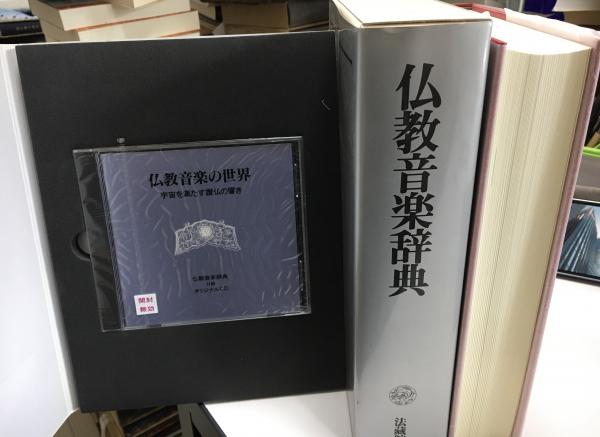 仏教音楽の世界
宇宙を満たす讃仏の響き
仏教音楽辞典
付録
オリジナルCD
開封
無効
仏教音楽辞典
法藏